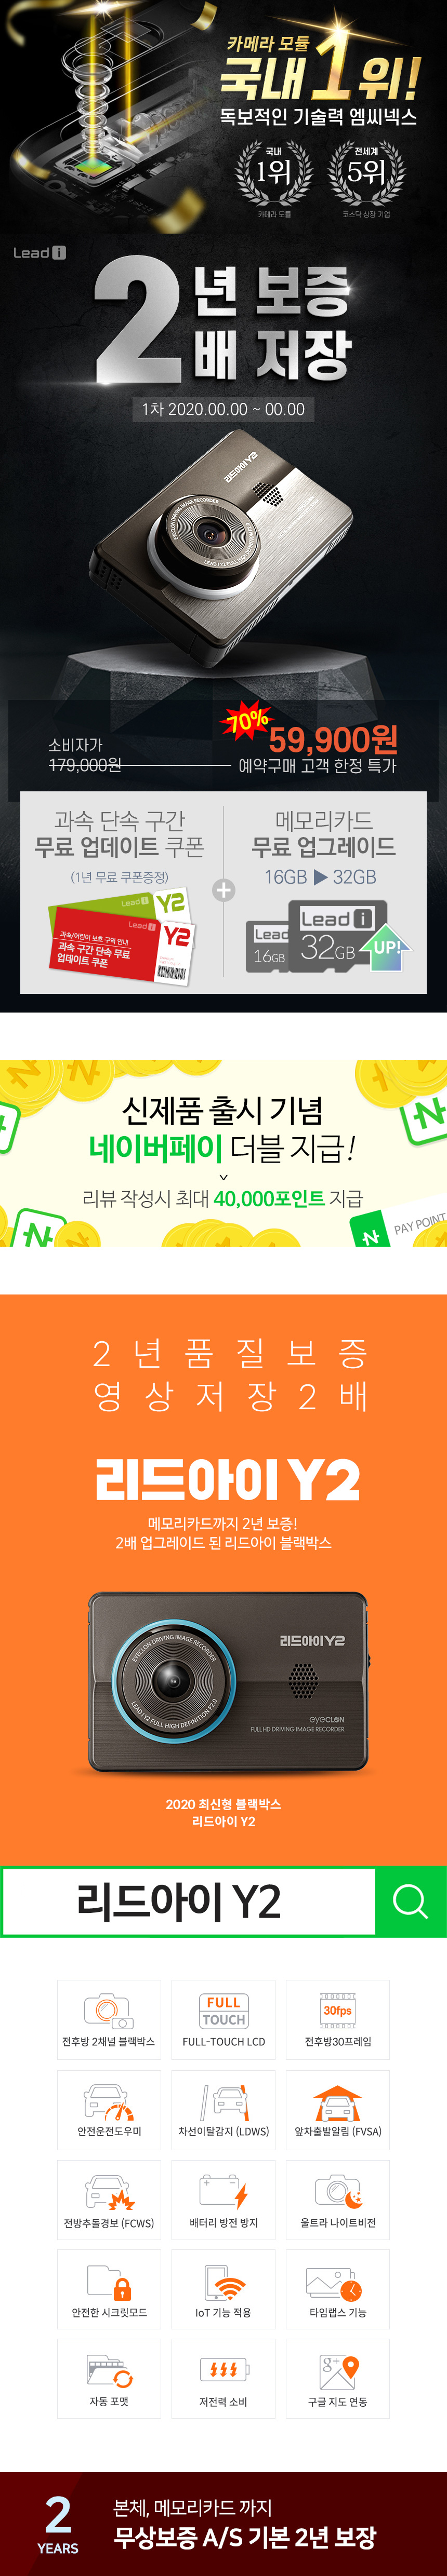 카메라 모듈
국내 1위!
독보적인 기술력 엠씨넥스
국내
1위
카메라 모듈
전세계
5위
코스닥 상장 기업
Lead i
2년 보증
배 저장
1차 2020.00.00 ~ 00.00
리드아이 Y2
EYECLON DRIVING IMAGE RECORDER
소비자가
179,000원
70%
59,900원
예약구매 고객 한정 특가
과속 단속 구간
무료 업데이트 쿠폰
(1년 무료 쿠폰증정)
Lead i
Y2
Lead i
Y2
과속/어린이 보호 구역 안내
과속 구간 단속 무료
업데이트 쿠폰
메모리카드
무료 업그레이드
16GB ▶ 32GB
Lead
16GB
Lead i
32GB
UP!
신제품 출시 기념
네이버페이 더블 지급!
리뷰 작성시 최대 40,000포인트 지급
N
N
N
N
PAY POINT
2년품질보증
영상저장2배
리드아이 Y2
메모리카드까지 2년 보증!
2배 업그레이드 된 리드아이 블랙박스
EYECLON DRIVING IMAGE RECORDER
LEAD I Y2 FULL HIGH DEFINITION F2.0
리드아이 Y2
eyeCLON
FULL HD DRIVING IMAGE RECORDER
2020 최신형 블랙박스
리드아이 Y2
리드아이 Y2
전후방 2채널 블랙박스
FULL
TOUCH
FULL-TOUCH LCD
30fps
전후방30프레임
안전운전도우미
차선이탈감지 (LDWS)
앞차출발알림 (FVSA)
전방추돌경보 (FCWS)
배터리 방전 방지
울트라 나이트비전
안전한 시크릿모드
IoT 기능 적용
타임랩스 기능
자동 포맷
저전력 소비
g+
구글 지도 연동
2
YEARS
본체, 메모리카드 까지
무상보증 A/S 기본 2년 보장